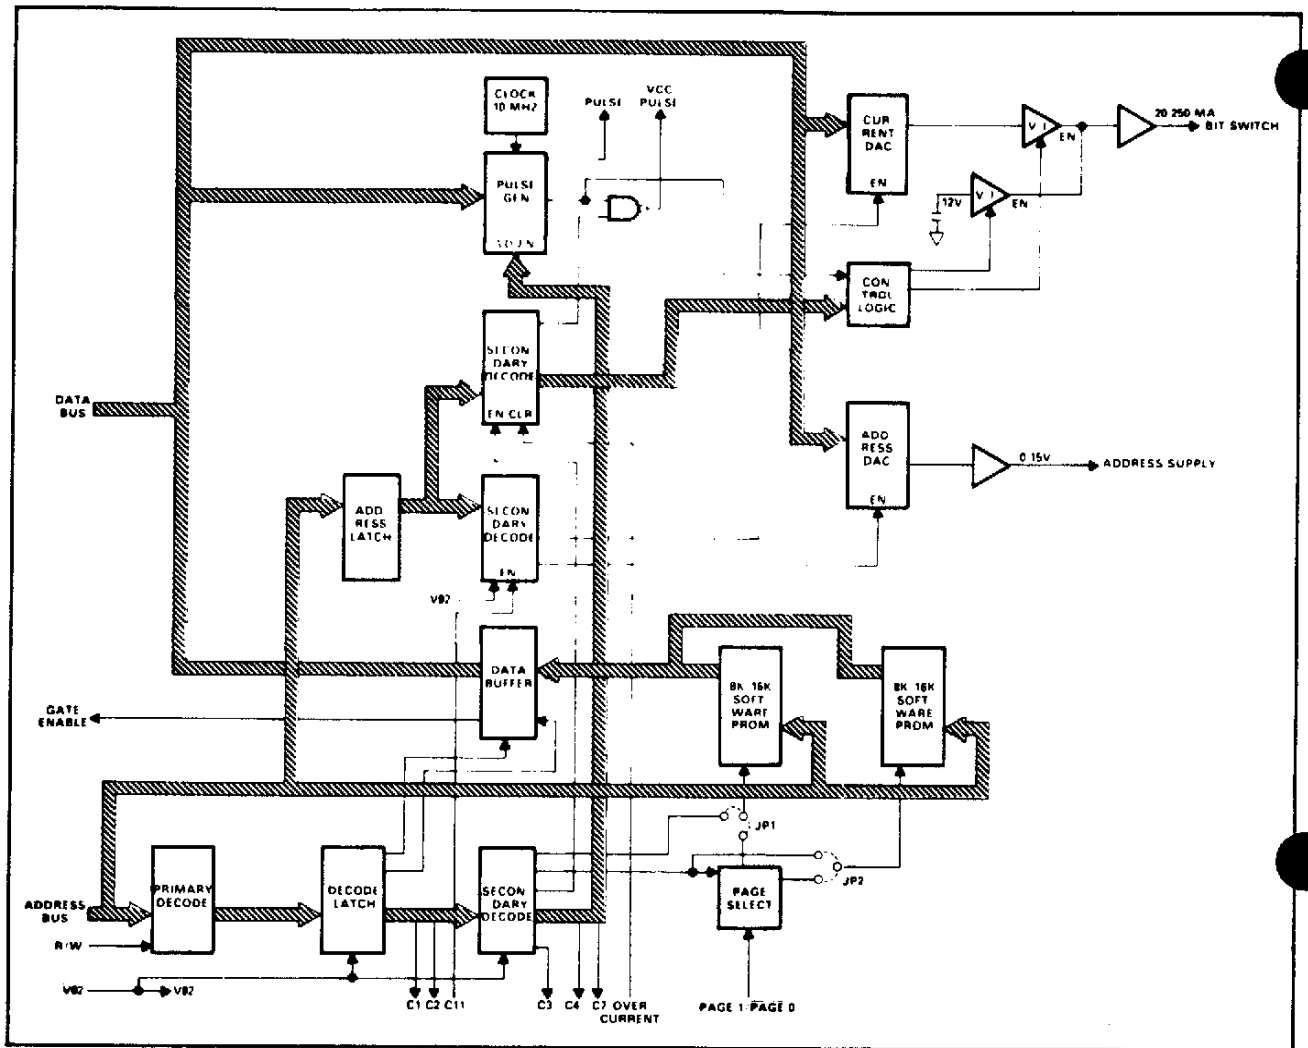 CLOCK
10 MHZ
PULSE
VCC
PULSE
PULSE
GEN
CUR
RENT
DAC
EN
V I
EN
20 250 MA
BIT SWITCH
12V
V I
EN
CON
TROL
LOGIC
SECON
DARY
DECODE
EN CLR
DATA
BUS
ADD
RESS
LATCH
SECON
DARY
DECODE
EN
VΦ2
ADD
RESS
DAC
EN
0 15V
ADDRESS SUPPLY
DATA
BUFFER
GATE
ENABLE
8K 16K
SOFT
WARE
PROM
8K 16K
SOFT
WARE
PROM
JP1
JP2
PRIMARY
DECODE
DECODE
LATCH
SECON
DARY
DECODE
PAGE
SELECT
ADDRESS
BUS
R/W
VΦ2
VΦ2
C1
C2
C11
C3
C4
C7
OVER
CURRENT
PAGE 1/PAGE 0